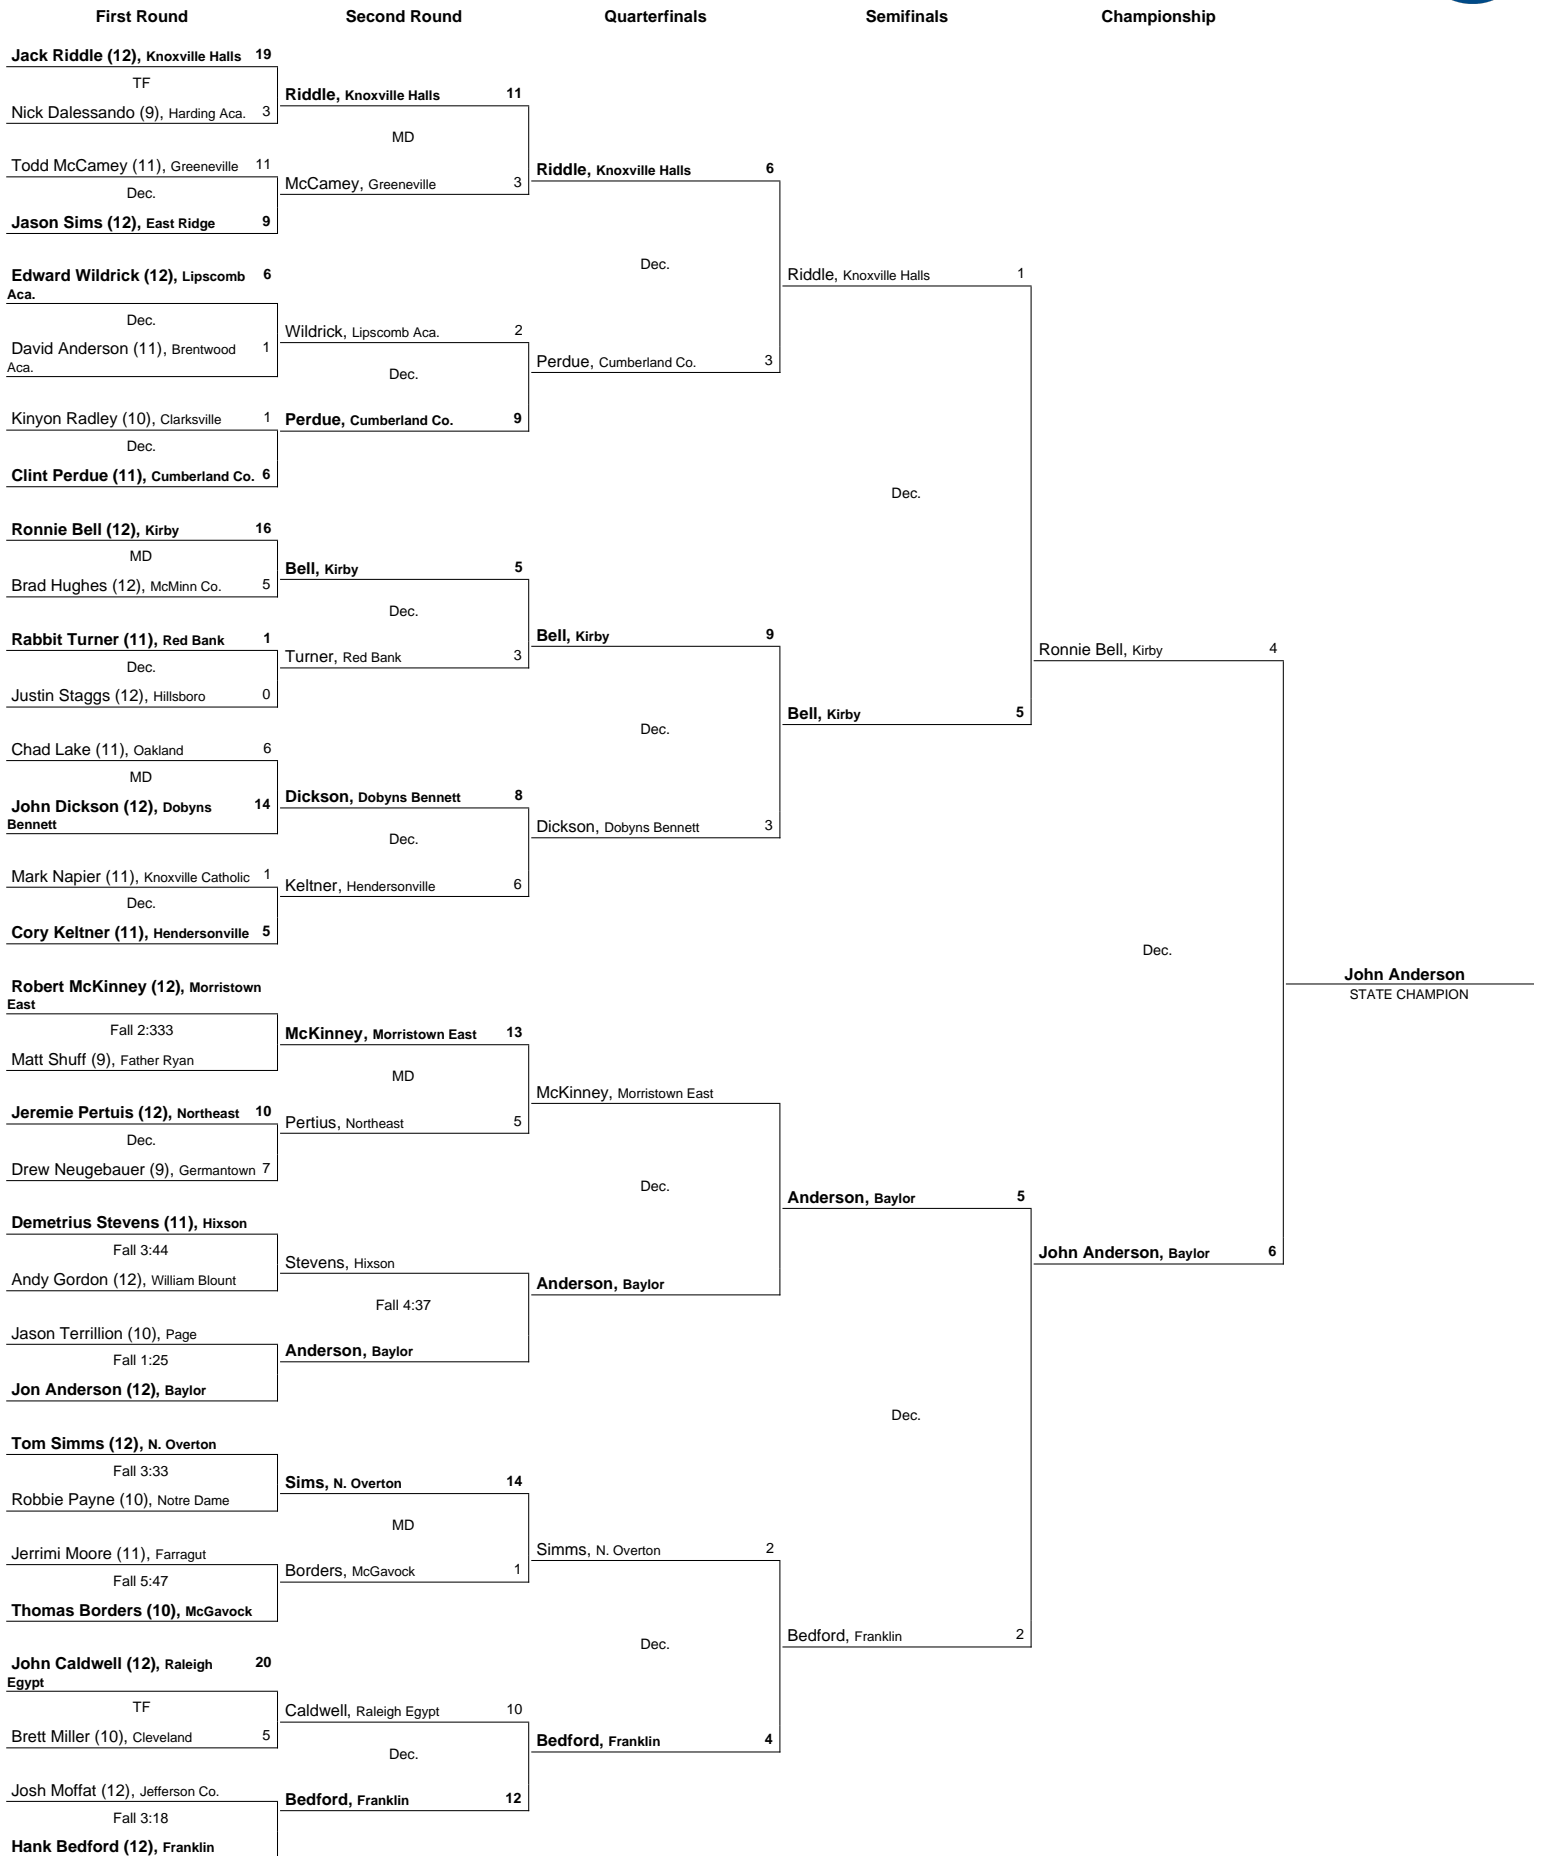 First Round Second Round Quarterfinals Semifinals Championship
Jack Riddle (12), Knoxville Halls 19
TF
Nick Dalessando (9), Harding Aca. 3
Todd McCamey (11), Greeneville 11
Dec.
Jason Sims (12), East Ridge 9
Edward Wildrick (12), Lipscomb 6
Aca.
Dec.
David Anderson (11), Brentwood 1
Aca.
Kinyon Radley (10), Clarksville 1
Dec.
Clint Perdue (11), Cumberland Co. 6
Ronnie Bell (12), Kirby 16
MD
Brad Hughes (12), McMinn Co. 5
Rabbit Turner (11), Red Bank 1
Dec.
Justin Staggs (12), Hillsboro 0
Chad Lake (11), Oakland 6
MD
John Dickson (12), Dobyns 14
Bennett
Mark Napier (11), Knoxville Catholic 1
Dec.
Cory Keltner (11), Hendersonville 5
Robert McKinney (12), Morristown
East
Fall 2:333
Matt Shuff (9), Father Ryan
Jeremie Pertuis (12), Northeast 10
Dec.
Drew Neugebauer (9), Germantown 7
Demetrius Stevens (11), Hixson
Fall 3:44
Andy Gordon (12), William Blount
Jason Terrillion (10), Page
Fall 1:25
Jon Anderson (12), Baylor
Tom Simms (12), N. Overton
Fall 3:33
Robbie Payne (10), Notre Dame
Jerrimi Moore (11), Farragut
Fall 5:47
Thomas Borders (10), McGavock
John Caldwell (12), Raleigh 20
Egypt
TF
Brett Miller (10), Cleveland 5
Josh Moffat (12), Jefferson Co.
Fall 3:18
Hank Bedford (12), Franklin
Riddle, Knoxville Halls 11
MD
McCamey, Greeneville 3
Wildrick, Lipscomb Aca. 2
Dec.
Perdue, Cumberland Co. 9
Bell, Kirby 5
Dec.
Turner, Red Bank 3
Dickson, Dobyns Bennett 8
Dec.
Keltner, Hendersonville 6
McKinney, Morristown East 13
MD
Pertius, Northeast 5
Stevens, Hixson
Fall 4:37
Anderson, Baylor
Sims, N. Overton 14
MD
Borders, McGavock 1
Caldwell, Raleigh Egypt 10
Dec.
Bedford, Franklin 12
Riddle, Knoxville Halls 6
Dec.
Perdue, Cumberland Co. 3
Bell, Kirby 9
Dec.
Dickson, Dobyns Bennett 3
McKinney, Morristown East
Dec.
Anderson, Baylor
Simms, N. Overton 2
Dec.
Bedford, Franklin 4
Riddle, Knoxville Halls 1
Dec.
Bell, Kirby 5
Anderson, Baylor 5
Dec.
Bedford, Franklin 2
Ronnie Bell, Kirby 4
Dec.
John Anderson, Baylor 6
John Anderson
STATE CHAMPION